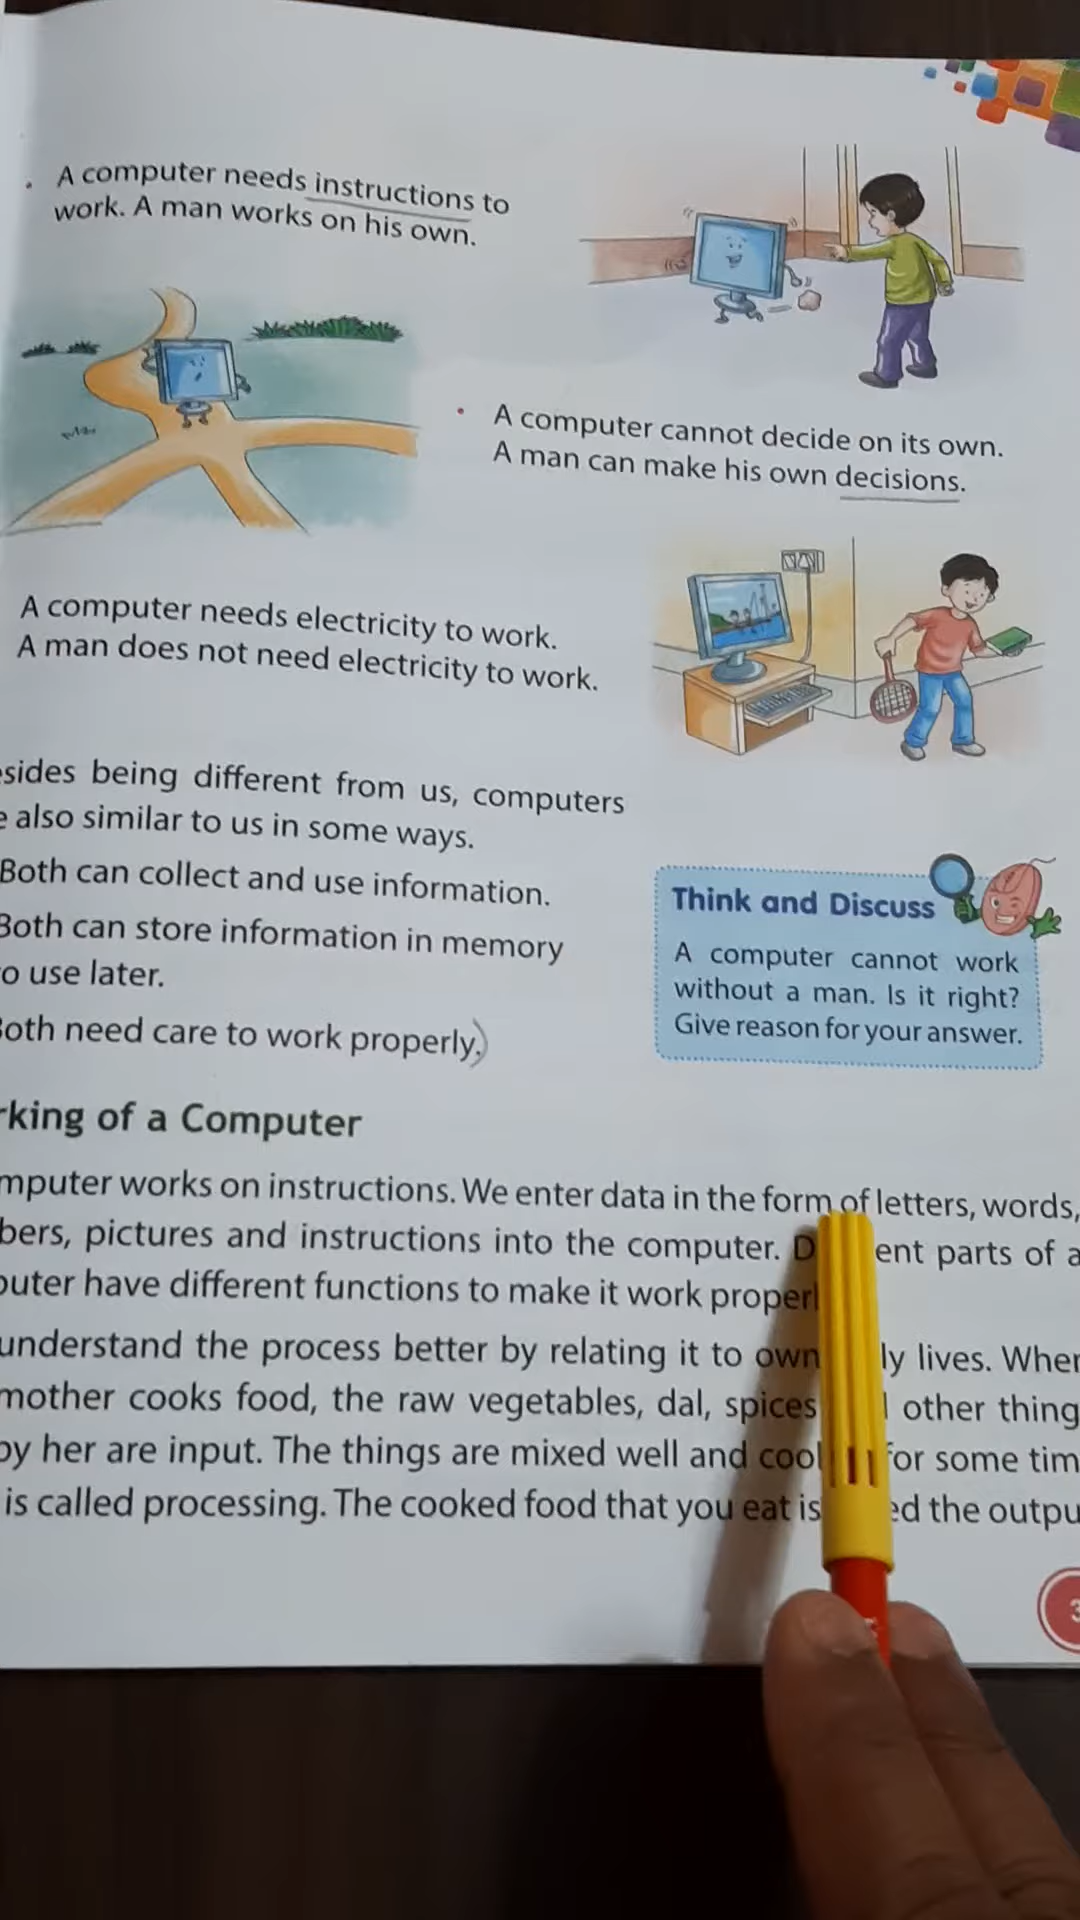 A computer needs instructions to
work. A man works on his own.
A computer cannot decide on its own.
A man can make his own decisions.
A computer needs electricity to work.
A man does not need electricity to work.
sides being different from us, computers
also similar to us in some ways.
Both can collect and use information.
Both can store information in memory
o use later.
Both need care to work properly.
Think and Discuss
A computer cannot work
without a man. Is it right?
Give reason for your answer.
rking of a Computer
mputer works on instructions. We enter data in the form of letters, words,
bers, pictures and instructions into the computer. D ent parts of a
puter have different functions to make it work properl
understand the process better by relating it to own ly lives. When
mother cooks food, the raw vegetables, dal, spices other thing
by her are input. The things are mixed well and for some tim
is called processing. The cooked food that you eat is ed the outpu
3